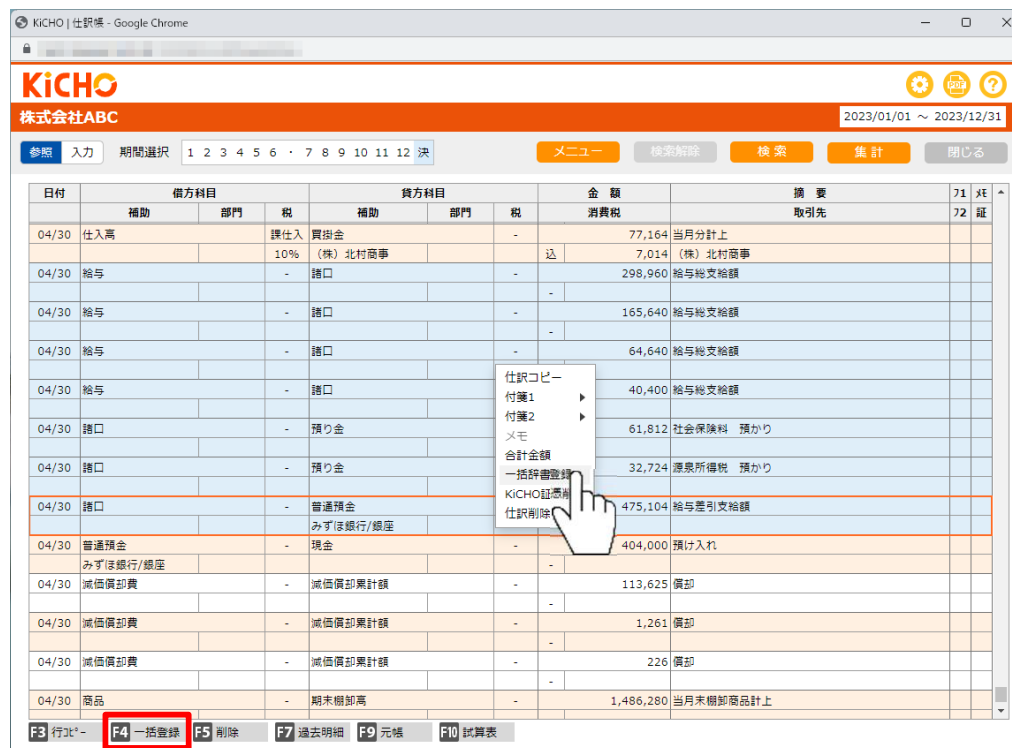 KiCHO | 仕訳帳 - Google Chrome
KiCHO
株式会社ABC 2023/01/01 ～ 2023/12/31
参照 入力 期間選択 1 2 3 4 5 6 ・ 7 8 9 10 11 12 決 メニュー 検索解除 検 索 集 計 閉じる
日付 借方科目 貸方科目 金 額 摘 要 フ1 メモ
補助 部門 税 補助 部門 税 消費税 取引先 フ2 証
04/30 仕入高 課仕入 買掛金 - 77,164 当月分計上
10% （株）北村商事 込 7,014 （株）北村商事
04/30 給与 - 諸口 - 298,960 給与総支給額
-
04/30 給与 - 諸口 - 165,640 給与総支給額
-
04/30 給与 - 諸口 - 64,640 給与総支給額
04/30 給与 - 諸口 40,400 給与総支給額
04/30 諸口 - 預り金 61,812 社会保険料 預かり
04/30 諸口 - 預り金 32,724 源泉所得税 預かり
04/30 諸口 - 普通預金 475,104 給与差引支給額
みずほ銀行/銀座
04/30 普通預金 - 現金 - 404,000 預け入れ
みずほ銀行/銀座 -
04/30 減価償却費 - 減価償却累計額 - 113,625 償却
-
04/30 減価償却費 - 減価償却累計額 - 1,261 償却
-
04/30 減価償却費 - 減価償却累計額 - 226 償却
-
04/30 商品 - 期末棚卸高 - 1,486,280 当月末棚卸商品計上
仕訳コピー
付箋1
付箋2
メモ
合計金額
一括辞書登録
KiCHO証憑削
仕訳削除
F3 行ｺﾋﾟｰ F4 一括登録 F5 削除 F7 過去明細 F9 元帳 F10 試算表